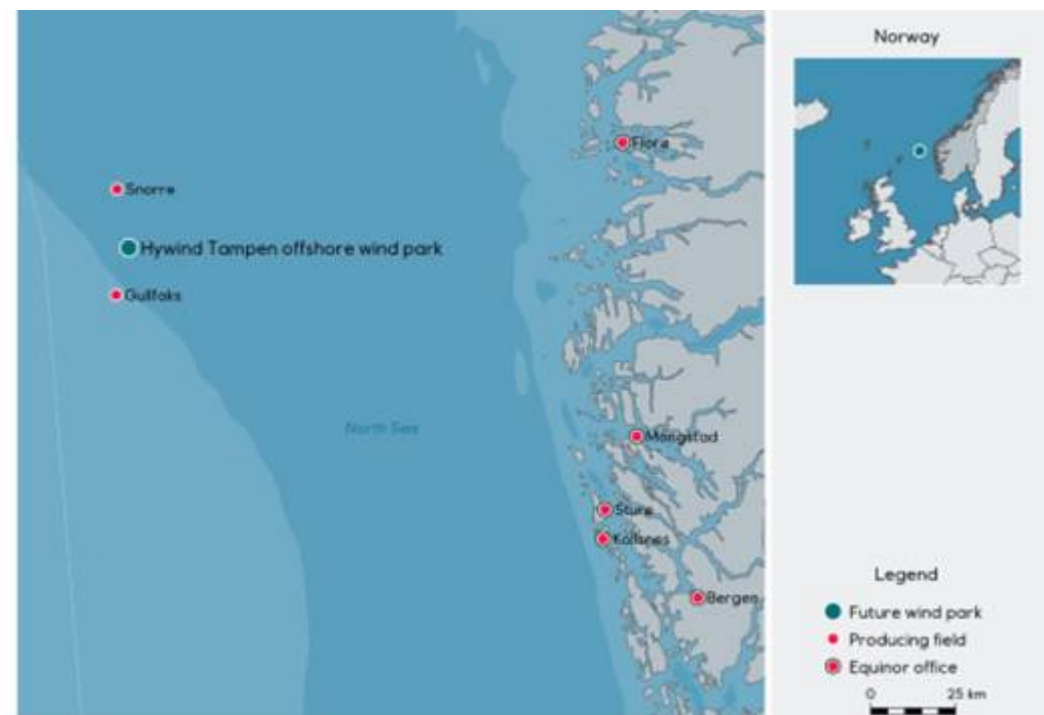 Flora
Snorre
Hywind Tampen offshore wind park
Gullfaks
North Sea
Mongstad
Sture
Kollsnes
Bergen
Norway
Legend
Future wind park
Producing field
Equinor office
0 25 km